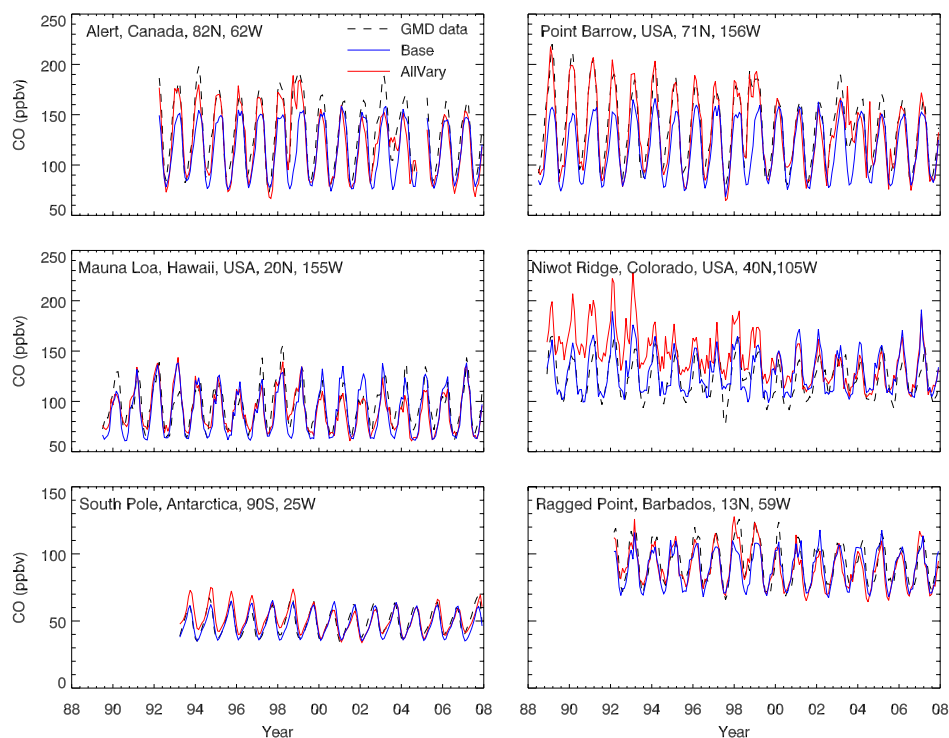 Alert, Canada, 82N, 62W
GMD data
Base
AllVary
Point Barrow, USA, 71N, 156W
250
200
150
100
50
CO (ppbv)
Mauna Loa, Hawaii, USA, 20N, 155W
Niwot Ridge, Colorado, USA, 40N,105W
250
200
150
100
50
CO (ppbv)
South Pole, Antarctica, 90S, 25W
Ragged Point, Barbados, 13N, 59W
150
100
50
0
CO (ppbv)
88 90 92 94 96 98 00 02 04 06 08
88 90 92 94 96 98 00 02 04 06 08
Year
Year